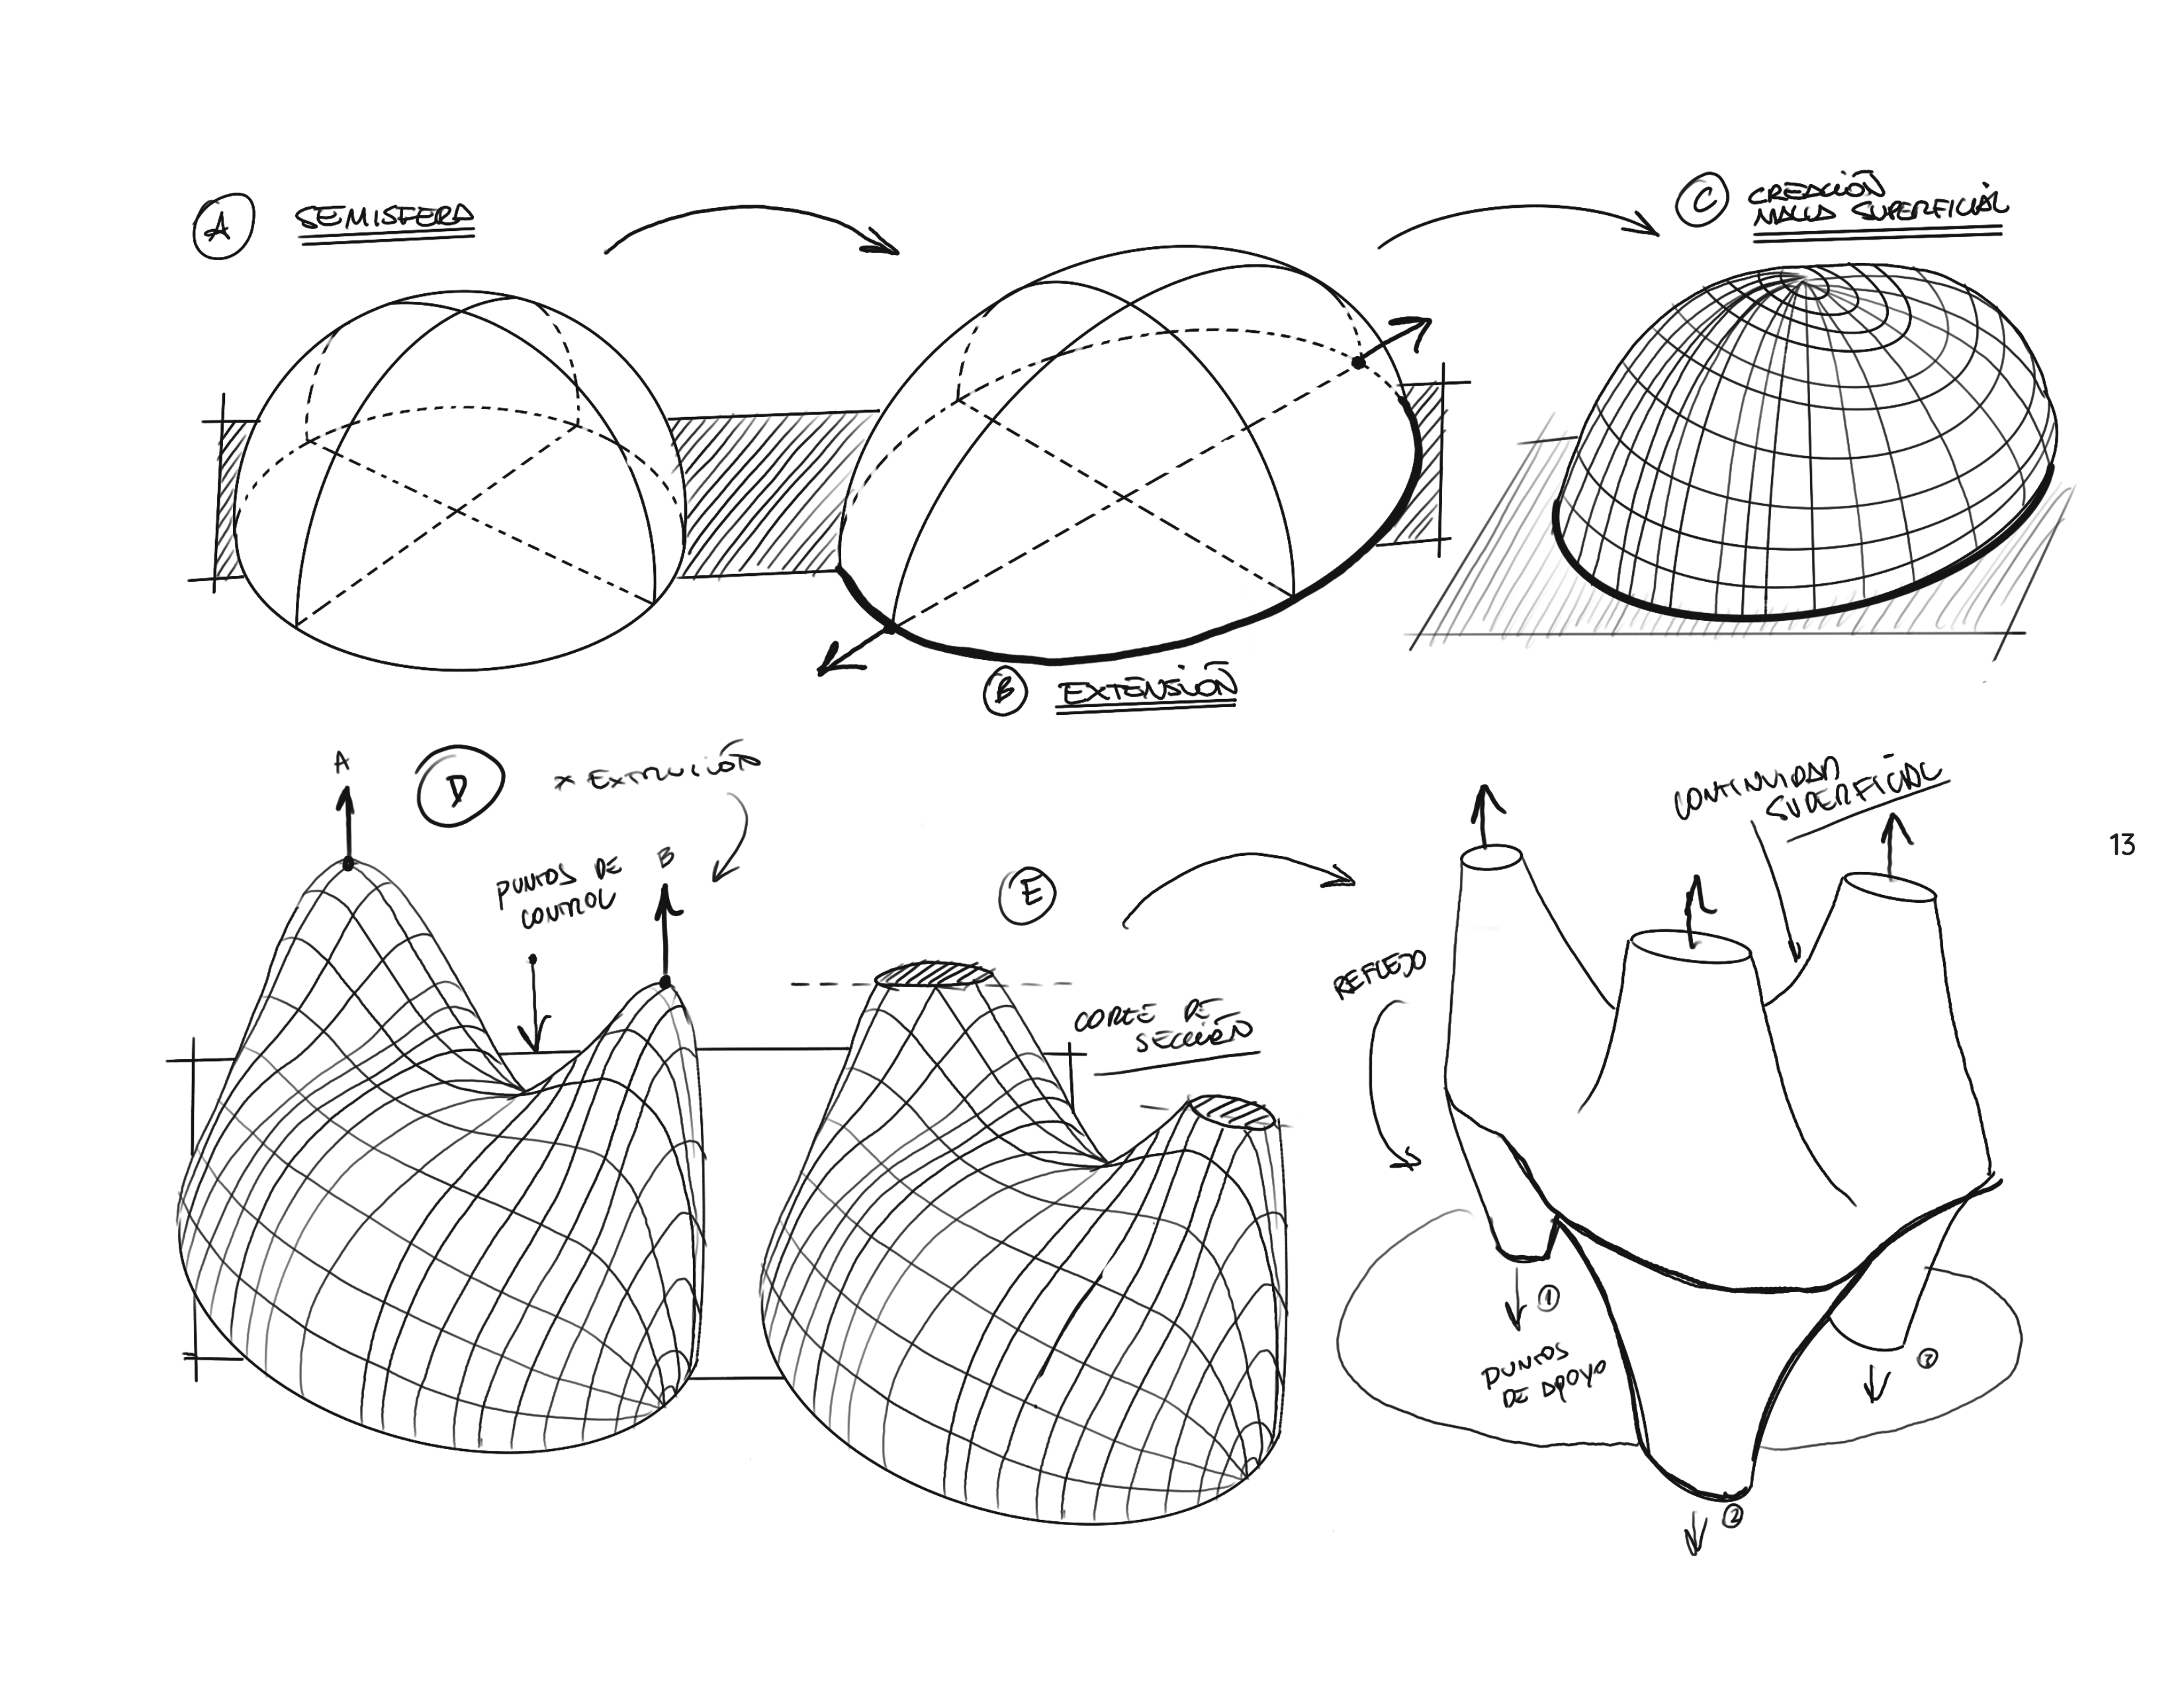 A SEMISFERA
B EXTENSIÓN
C CREACIÓN
MALLA SUPERFICIAL
A
D
* EXTRUCIÓN
PUNTOS DE
CONTROL
B
E
CORTE DE
SECCIÓN
CONTINUIDAD
SUPERFICIAL
REFLEJO
1
PUNTOS
DE APOYO
2
3
13